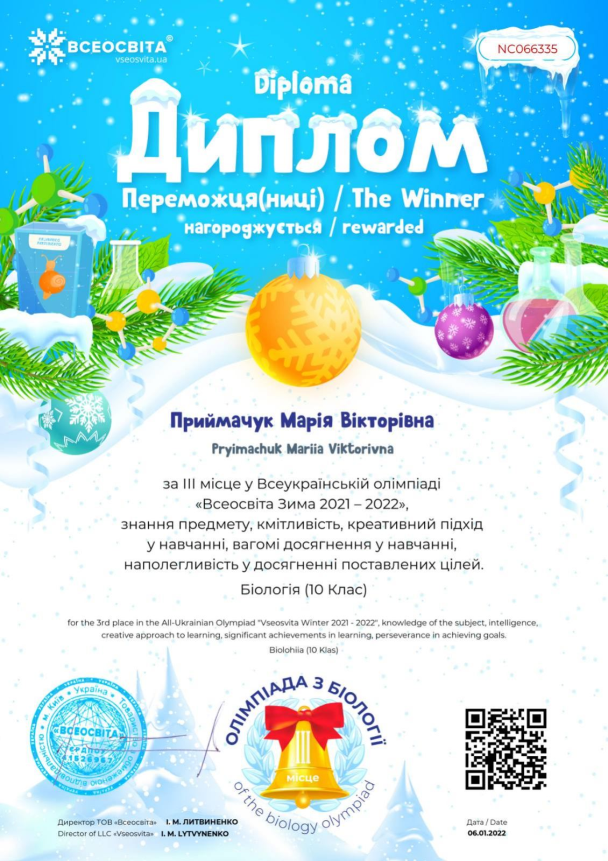 ВСЕОСВІТА®
vseosvita.ua
NC066335
Diploma
Диплом
Переможця(ниці) / The Winner
нагороджується / rewarded
Приймачук Марія Вікторівна
Pryimachuk Mariia Viktorivna
за III місце у Всеукраїнській олімпіаді
«Всеосвіта Зима 2021 – 2022»,
знання предмету, кмітливість, креативний підхід
у навчанні, вагомі досягнення у навчанні,
наполегливість у досягненні поставлених цілей.
Біологія (10 Клас)
for the 3rd place in the All-Ukrainian Olympiad "Vseosvita Winter 2021 - 2022", knowledge of the subject, intelligence,
creative approach to learning, significant achievements in learning, perseverance in achieving goals.
Biolohiia (10 Klas)
м. Київ • Україна •
«ВСЕОСВІТА»
ОЛІМПІАДА З БІОЛОГІЇ
III
місце
of the biology olympiad
Директор ТОВ «Всеосвіта» І. М. ЛИТВИНЕНКО
Director of LLC «Vseosvita» I. M. LYTVYNENKO
Дата / Date
06.01.2022